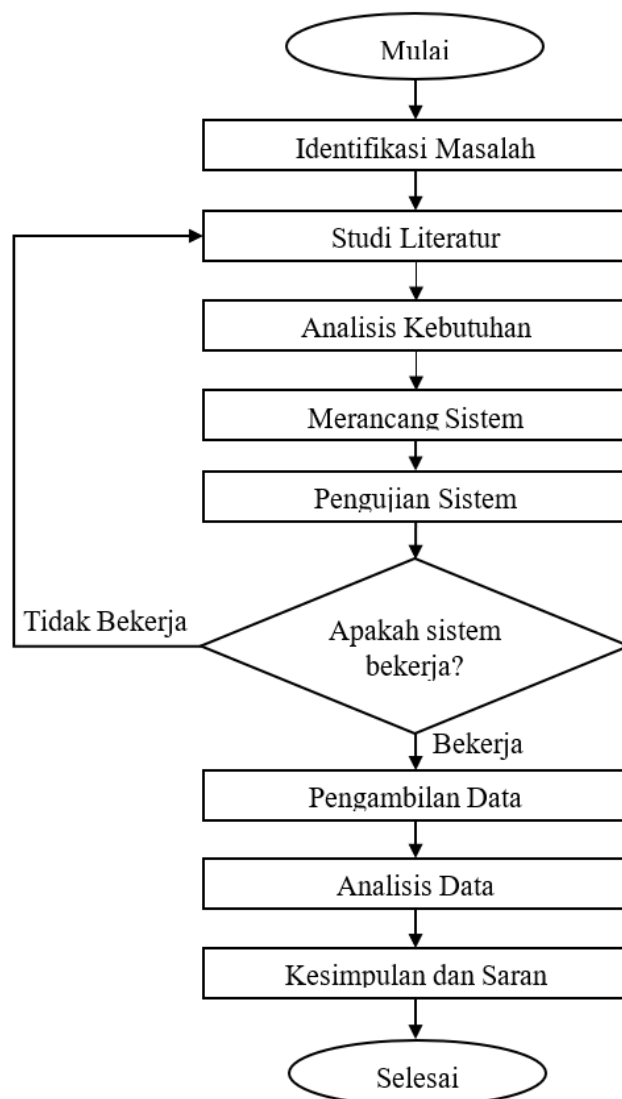 Mulai
Identifikasi Masalah
Studi Literatur
Analisis Kebutuhan
Merancang Sistem
Pengujian Sistem
Tidak Bekerja
Apakah sistem
bekerja?
Bekerja
Pengambilan Data
Analisis Data
Kesimpulan dan Saran
Selesai